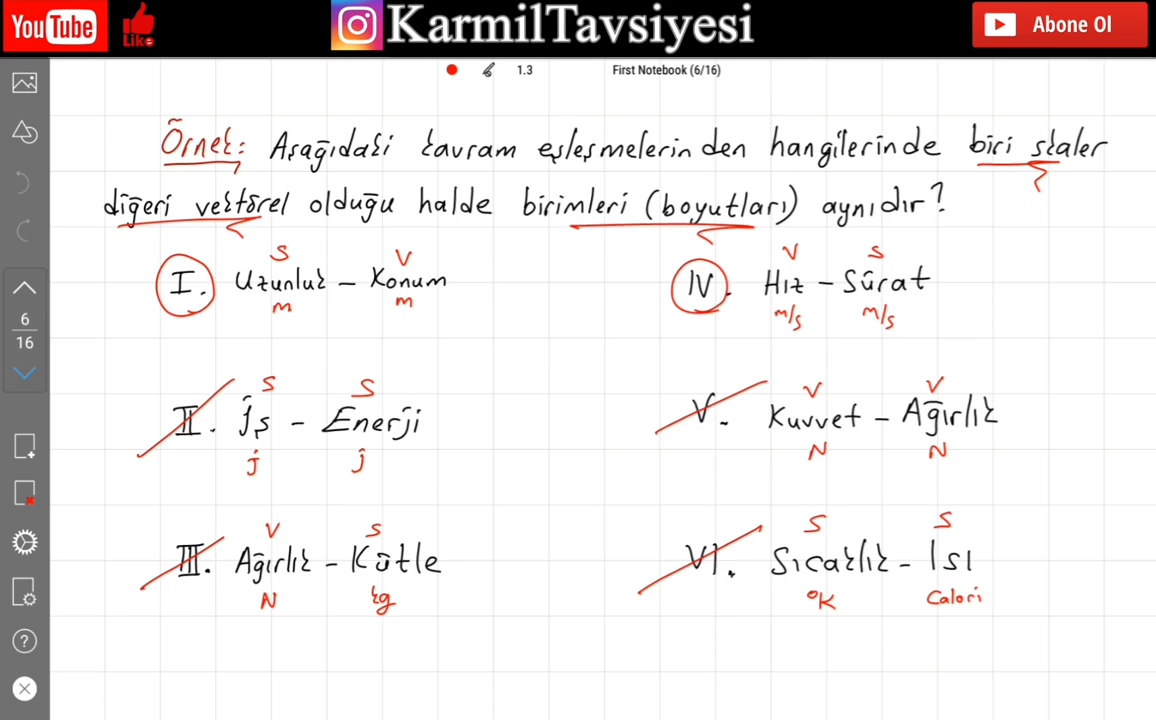 YouTube Like KarmilTavsiyesi Abone Ol
1.3 First Notebook (6/16)
Örnek: Aşağıdaki kavram eşleşmelerinden hangilerinde biri skaler
diğeri vektörel olduğu halde birimleri (boyutları) aynıdır?
S V V S
I. Uzunluk - Konum IV. Hız - Sürat
m m m/s m/s
6
16
S S V V
II. İş - Enerji V. Kuvvet - Ağırlık
j j N N
V S S S
III. Ağırlık - Kütle VI. Sıcaklık - Isı
N kg °K Calori
?